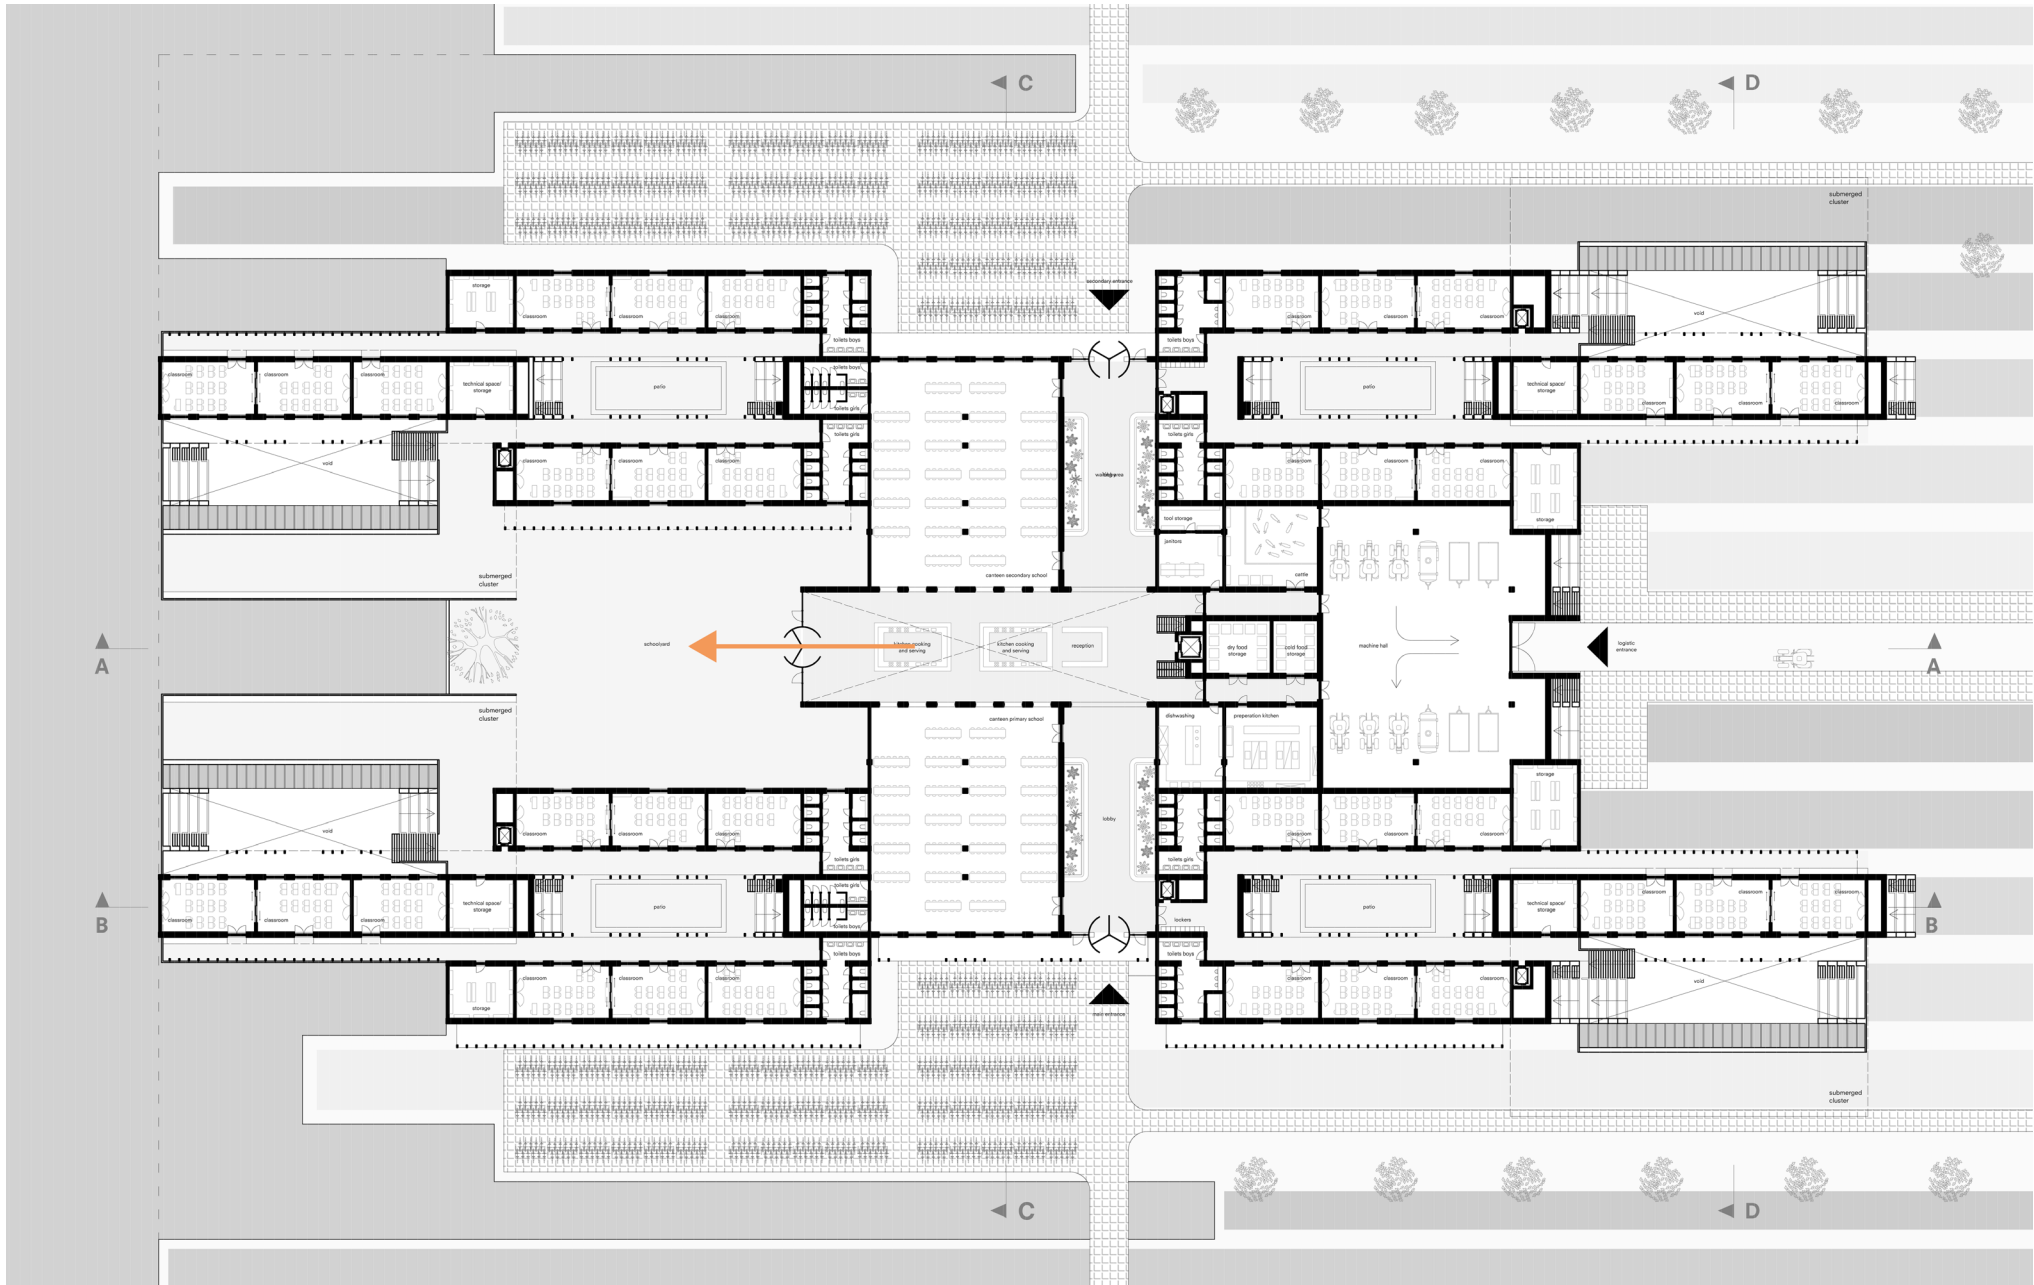 C
D
submerged
cluster
secondary entrance
storage
classroom
classroom
classroom
toilets boys
toilets boys
classroom
classroom
classroom
void
classroom
classroom
classroom
technical space/
storage
patio
toilets boys
toilets girls
toilets girls
patio
technical space/
storage
classroom
classroom
classroom
void
classroom
classroom
classroom
toilets girls
classroom
classroom
classroom
storage
tool storage
janitors
cattle
canteen secondary school
submerged
cluster
A
schoolyard
kitchen cooking
and serving
kitchen cooking
and serving
reception
dry food
storage
cold food
storage
machine hall
logistic
entrance
A
submerged
cluster
canteen primary school
dishwashing
preperation kitchen
storage
void
classroom
classroom
classroom
lobby
classroom
classroom
classroom
toilets girls
toilets girls
B
classroom
classroom
classroom
technical space/
storage
patio
toilets girls
toilets boys
lockers
patio
technical space/
storage
classroom
classroom
classroom
B
toilets boys
toilets boys
storage
classroom
classroom
classroom
classroom
classroom
classroom
void
main entrance
submerged
cluster
C
D